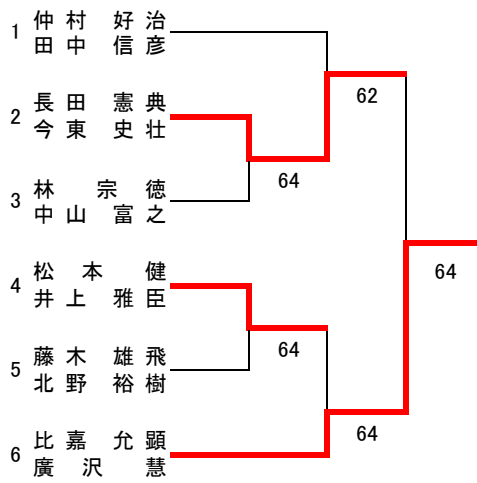 1 仲村 好治
田中 信彦
62
2 長田 憲典
今東 史壮
64
3 林 宗徳
中山 富之
64
4 松本 健
井上 雅臣
64
5 藤木 雄飛
北野 裕樹
64
6 比嘉 允顕
廣沢 慧